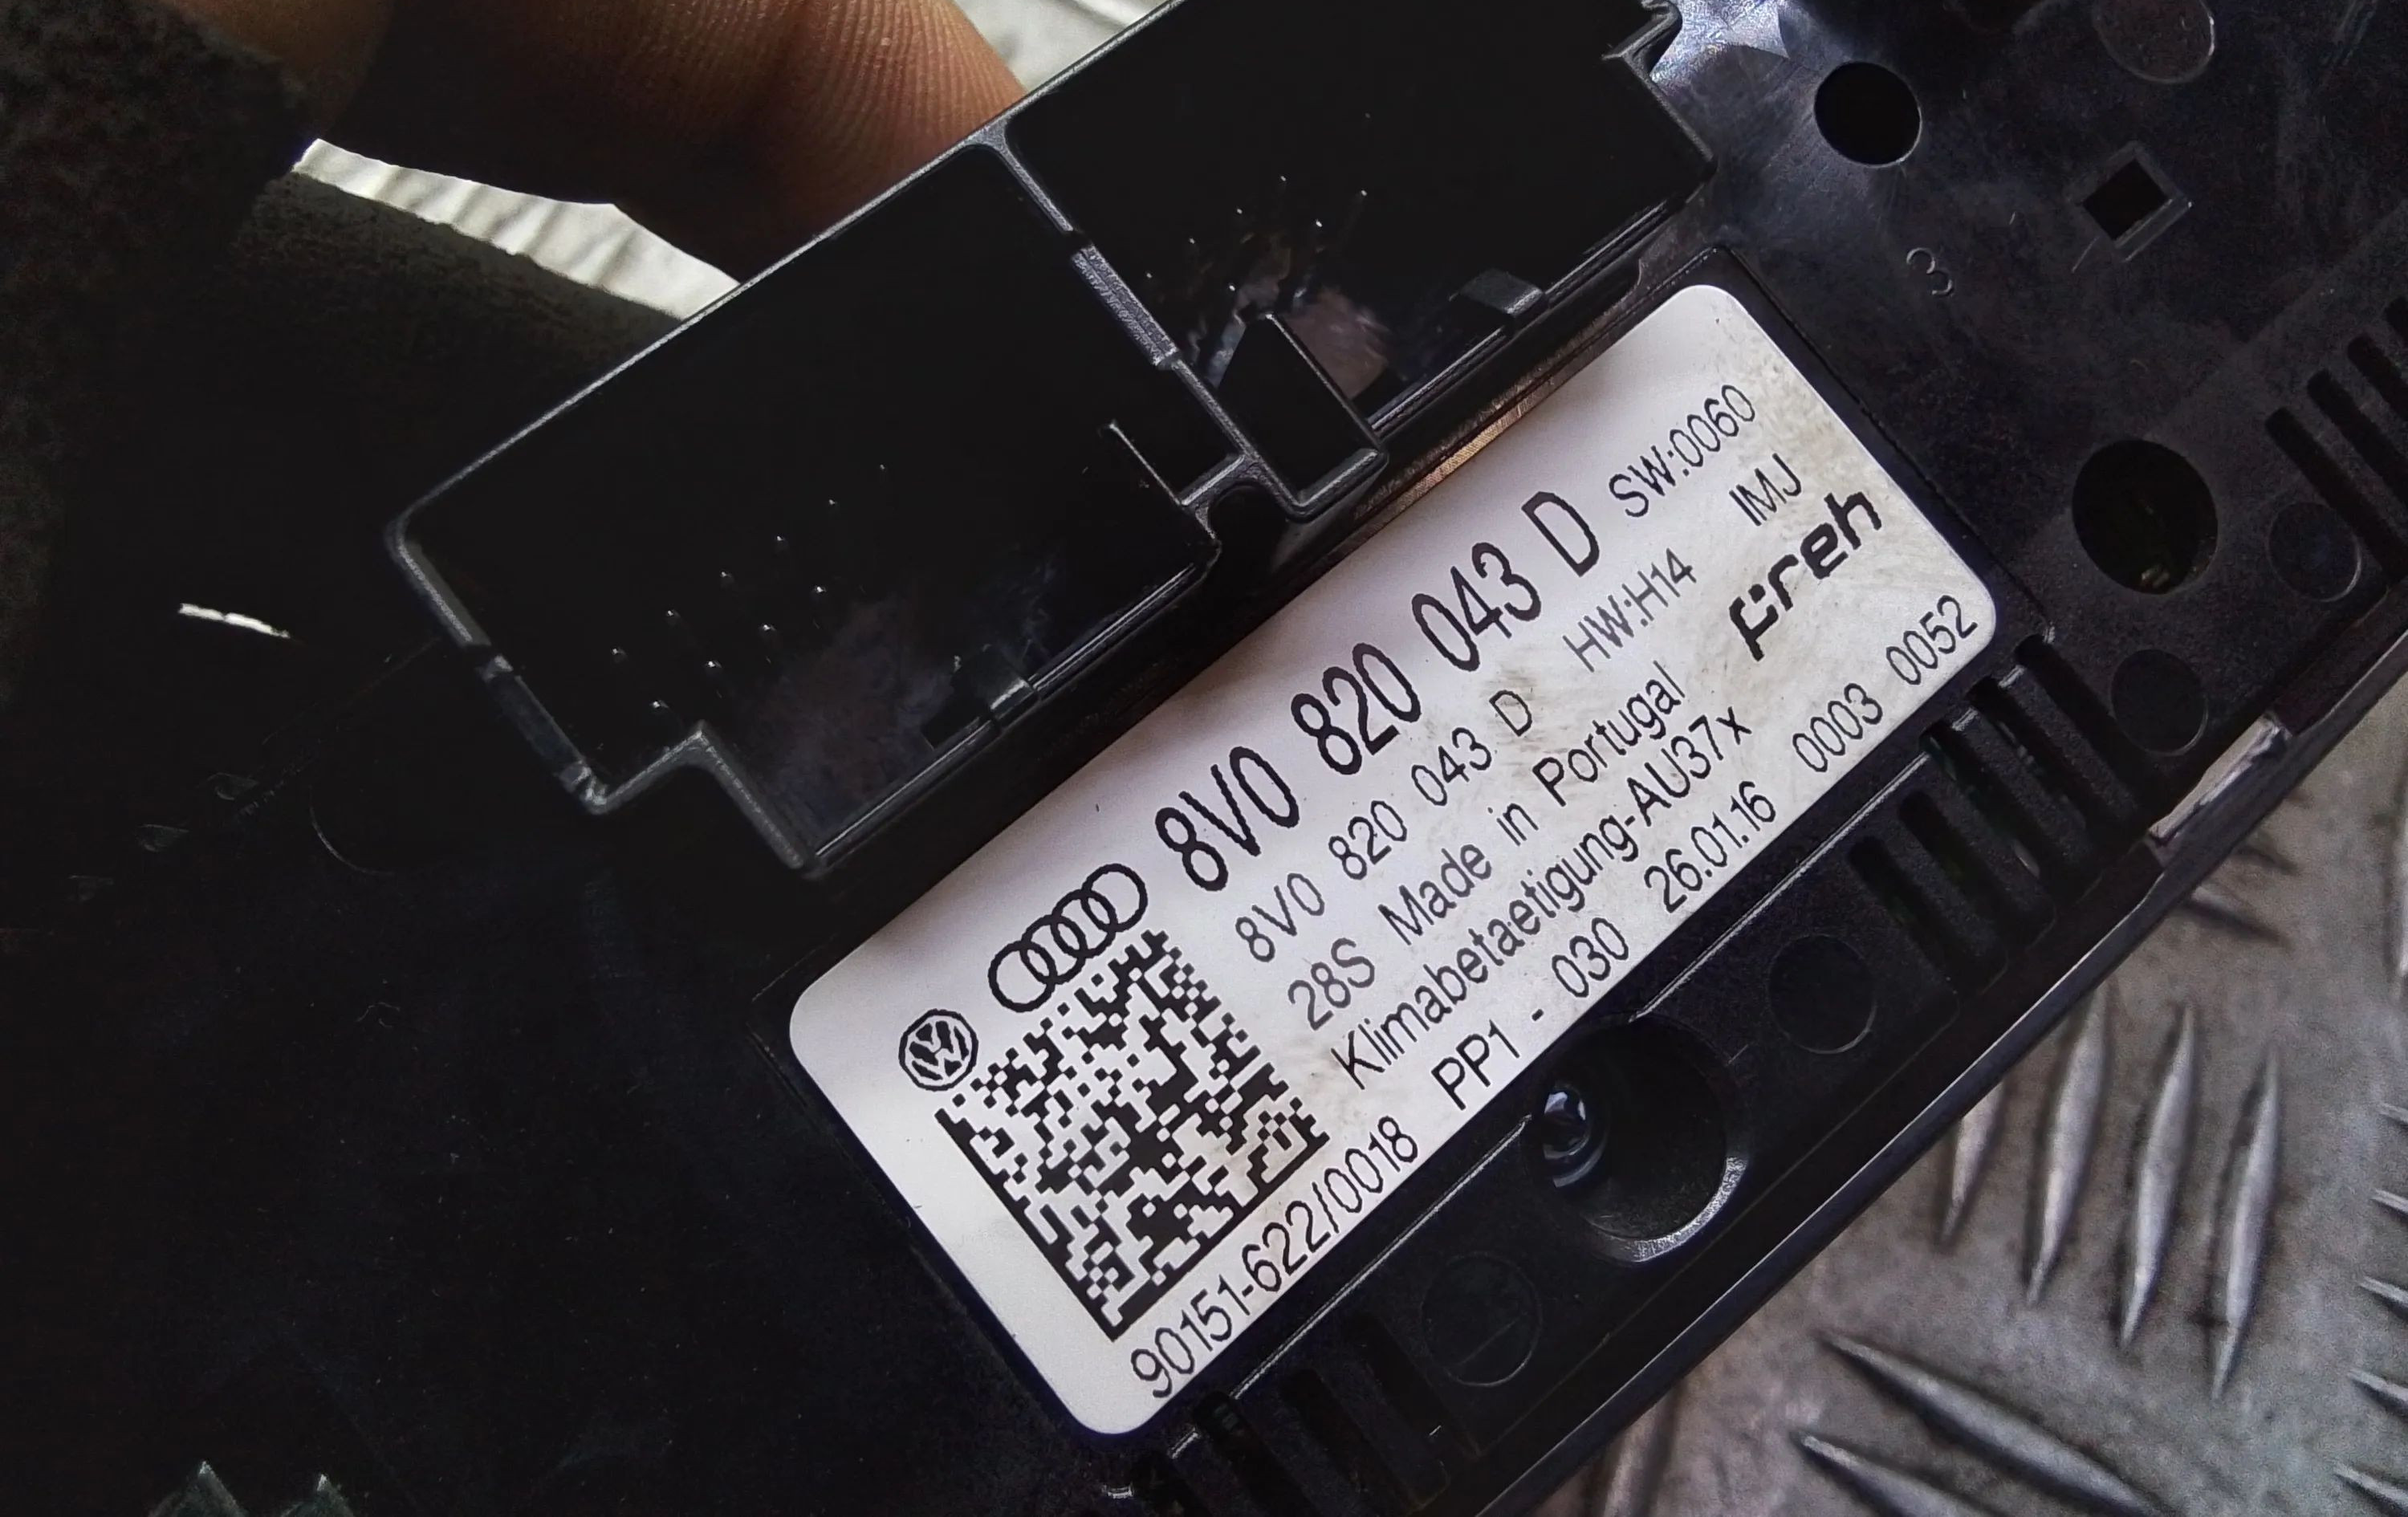 8V0 820 043 D SW:0060
8V0 820 043 D HW:H14 IMJ
28S Made in Portugal preh
Klimabetaetigung-AU37x
90151-622/0018 PP1 - 030 26.01.16 0003 0052
3